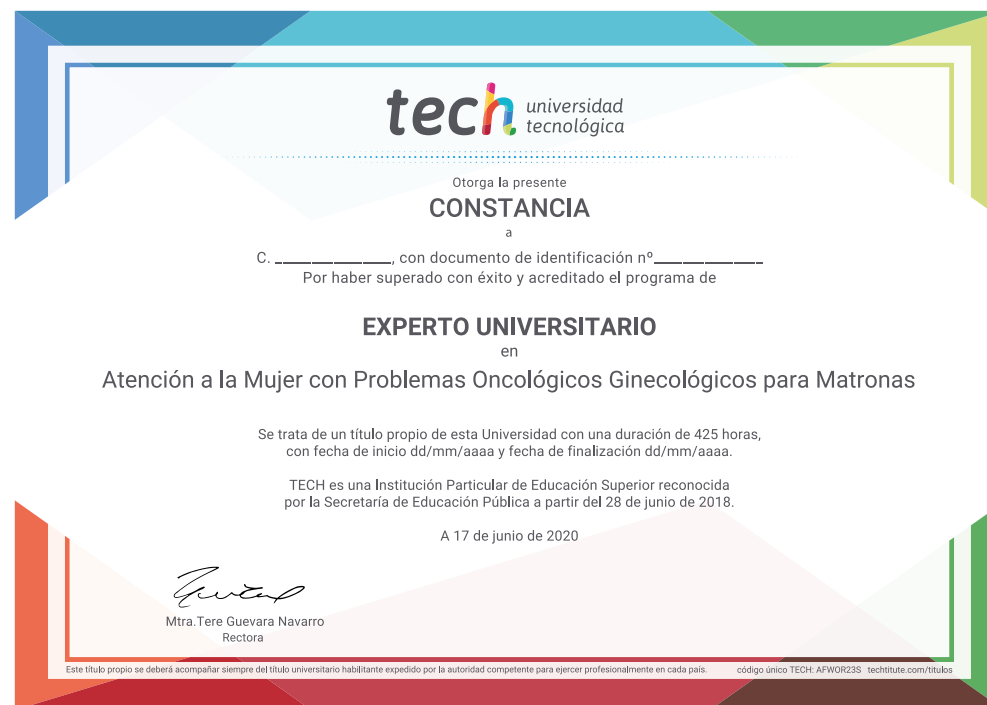 tech universidad
tecnológica
Otorga la presente
CONSTANCIA
a
C. ______________, con documento de identificación nº______________
Por haber superado con éxito y acreditado el programa de
EXPERTO UNIVERSITARIO
en
Atención a la Mujer con Problemas Oncológicos Ginecológicos para Matronas
Se trata de un título propio de esta Universidad con una duración de 425 horas,
con fecha de inicio dd/mm/aaaa y fecha de finalización dd/mm/aaaa.
TECH es una Institución Particular de Educación Superior reconocida
por la Secretaría de Educación Pública a partir del 28 de junio de 2018.
A 17 de junio de 2020
Mtra.Tere Guevara Navarro
Rectora
Este título propio se deberá acompañar siempre del título universitario habilitante expedido por la autoridad competente para ejercer profesionalmente en cada país. código único TECH: AFWOR23S techtitute.com/titulos